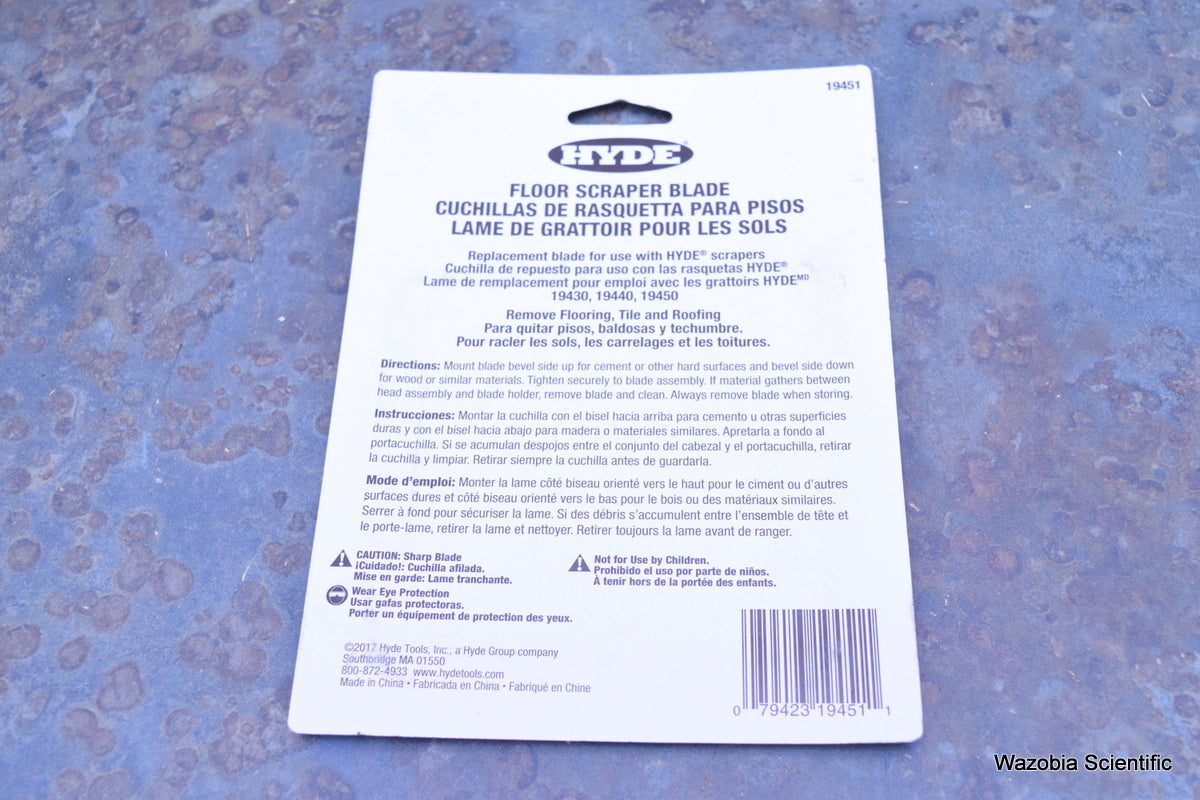 19451
HYDE®
FLOOR SCRAPER BLADE
CUCHILLAS DE RASQUETTA PARA PISOS
LAME DE GRATTOIR POUR LES SOLS
Replacement blade for use with HYDE® scrapers
Cuchilla de repuesto para uso con las rasquetas HYDE®
Lame de remplacement pour emploi avec les grattoirs HYDEMD
19430, 19440, 19450
Remove Flooring, Tile and Roofing
Para quitar pisos, baldosas y techumbre.
Pour racler les sols, les carrelages et les toitures.
Directions: Mount blade bevel side up for cement or other hard surfaces and bevel side down
for wood or similar materials. Tighten securely to blade assembly. If material gathers between
head assembly and blade holder, remove blade and clean. Always remove blade when storing.
Instrucciones: Montar la cuchilla con el bisel hacia arriba para cemento u otras superficies
duras y con el bisel hacia abajo para madera o materiales similares. Apretarla a fondo al
portacuchilla. Si se acumulan despojos entre el conjunto del cabezal y el portacuchilla, retirar
la cuchilla y limpiar. Retirar siempre la cuchilla antes de guardarla.
Mode d'emploi: Monter la lame côté biseau orienté vers le haut pour le ciment ou d'autres
surfaces dures et côté biseau orienté vers le bas pour le bois ou des matériaux similaires.
Serrer à fond pour sécuriser la lame. Si des débris s'accumulent entre l'ensemble de tête et
le porte-lame, retirer la lame et nettoyer. Retirer toujours la lame avant de ranger.
CAUTION: Sharp Blade
¡Cuidado!: Cuchilla afilada.
Mise en garde: Lame tranchante.
Wear Eye Protection
Usar gafas protectoras.
Porter un équipement de protection des yeux.
Not for Use by Children.
Prohibido el uso por parte de niños.
À tenir hors de la portée des enfants.
©2017 Hyde Tools, Inc., a Hyde Group company
Southbridge MA 01550
800-872-4933 www.hydetools.com
Made in China • Fabricada en China • Fabriqué en Chine
0 79423 19451 1
Wazobia Scientific